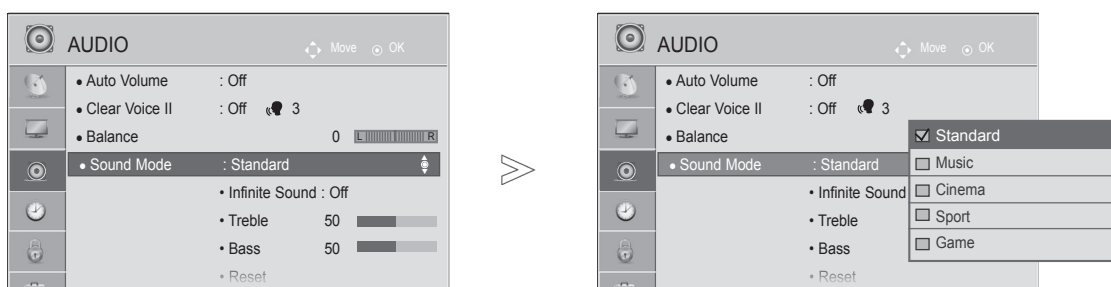 AUDIO Move OK
• Auto Volume : Off
• Clear Voice II : Off 3
• Balance 0 L R
• Sound Mode : Standard
• Infinite Sound : Off
• Treble 50
• Bass 50
• Reset
>
AUDIO Move OK
• Auto Volume : Off
• Clear Voice II : Off 3
• Balance
• Sound Mode : Standard
• Infinite Sound
• Treble
• Bass
• Reset
Standard
Music
Cinema
Sport
Game